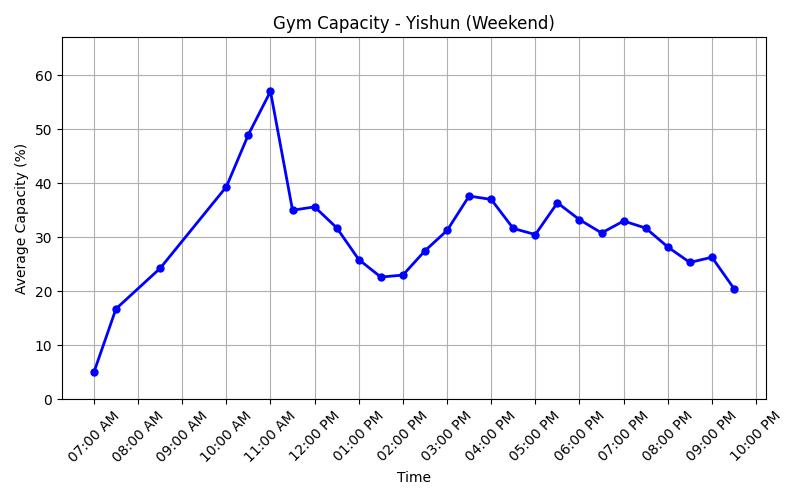 Gym Capacity - Yishun (Weekend)
Average Capacity (%)
60
50
40
30
20
10
0
07:00 AM
08:00 AM
09:00 AM
10:00 AM
11:00 AM
12:00 PM
01:00 PM
02:00 PM
03:00 PM
04:00 PM
05:00 PM
06:00 PM
07:00 PM
08:00 PM
09:00 PM
10:00 PM
Time